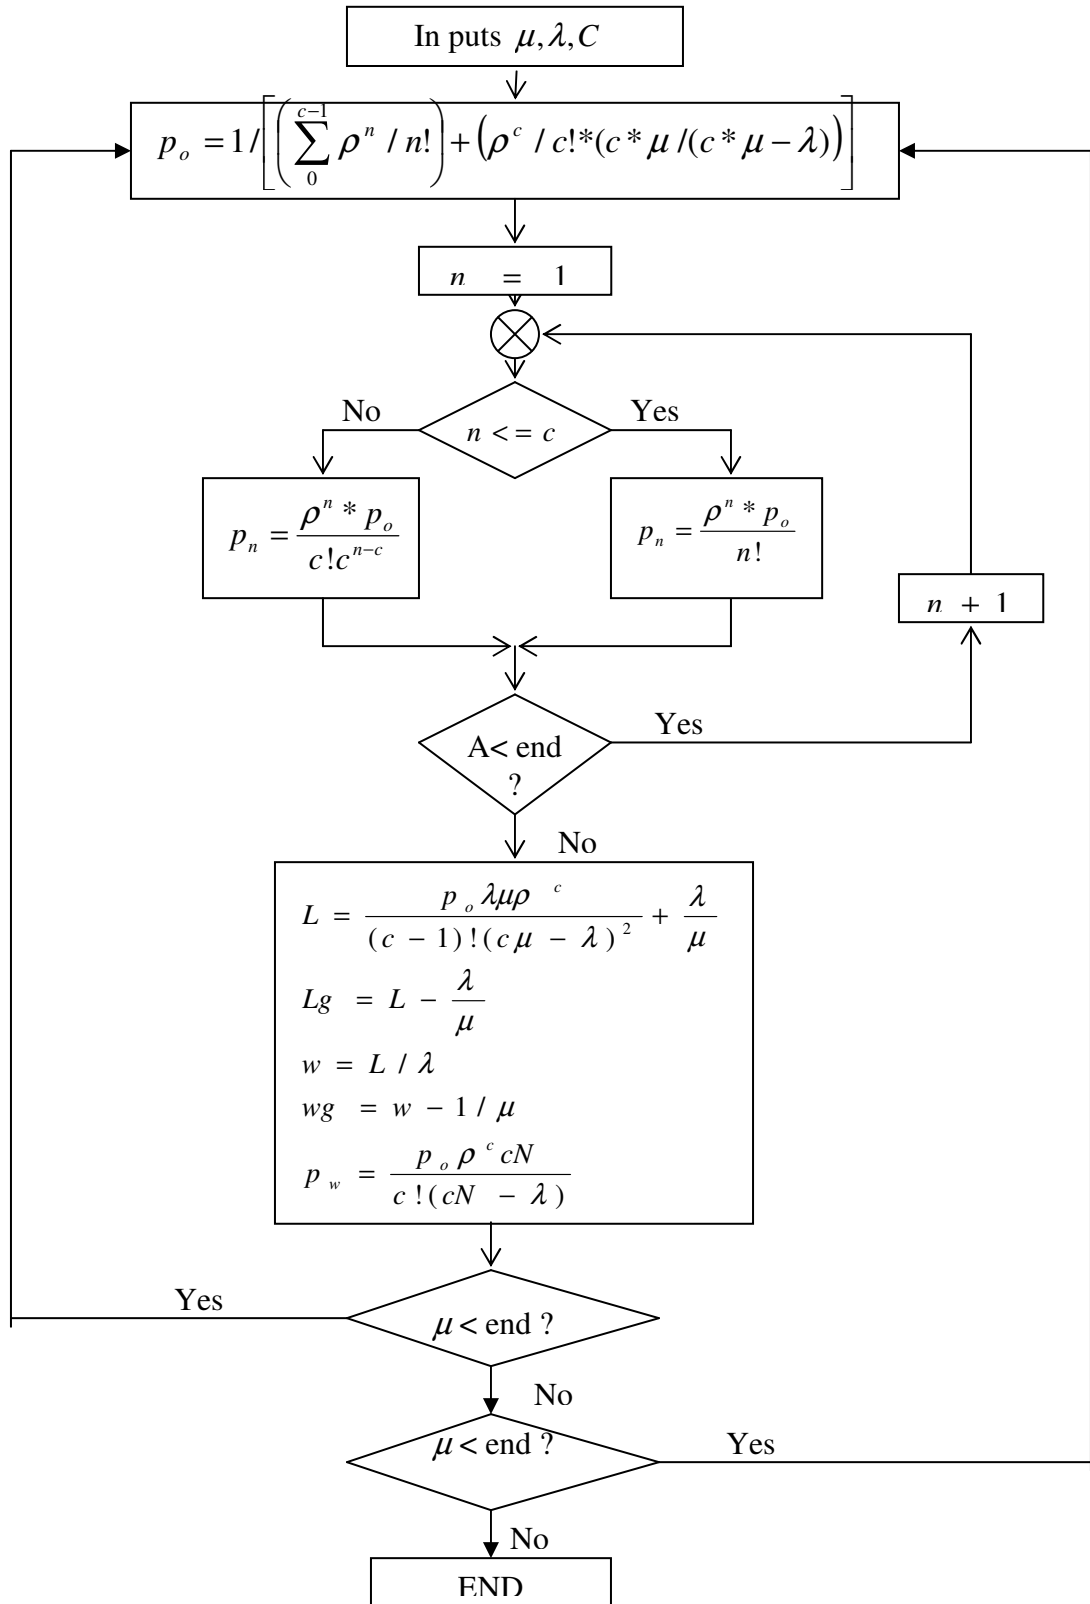 In puts μ, λ, C
p_o = 1/[(∑_0^{c−1} ρ^n / n!) + (ρ^c / c!*(c * μ /(c * μ − λ))]
n = 1
n <= c
No
Yes
p_n = ρ^n * p_o / c!c^{n−c}
p_n = ρ^n * p_o / n!
n + 1
A< end
?
Yes
No
L = p_o λμρ^c / (c − 1)!(cμ − λ)^2 + λ/μ
Lg = L − λ/μ
w = L / λ
wg = w − 1 / μ
p_w = p_o ρ^c cN / c!(cN − λ)
Yes
μ < end ?
No
μ < end ?
Yes
No
END